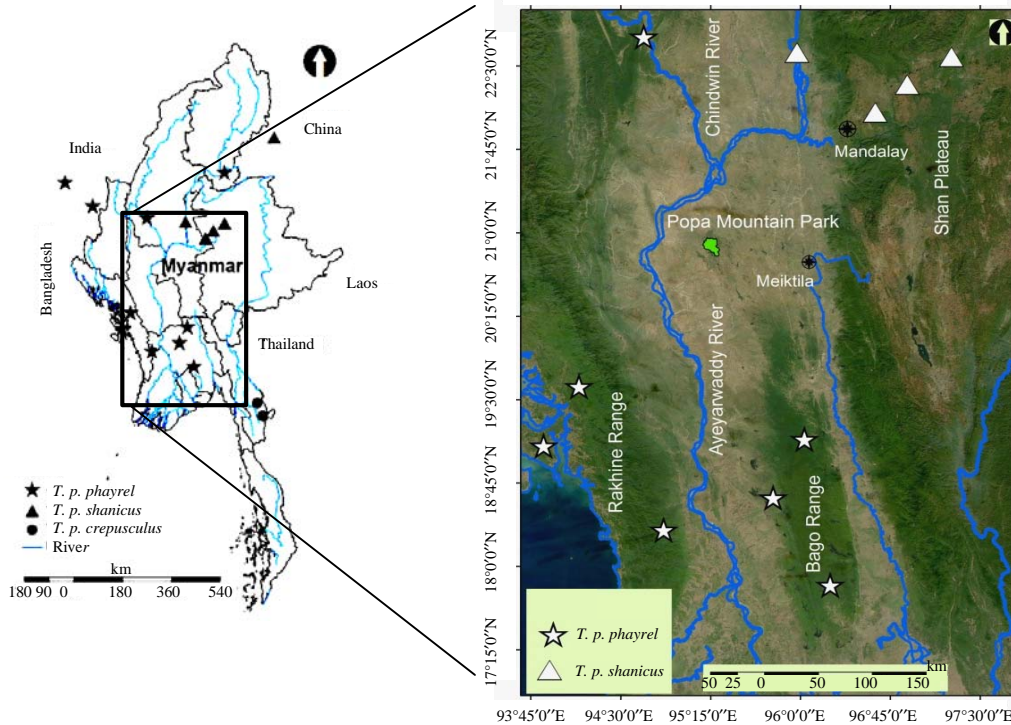 India
China
Bangladesh
Myanmar
Laos
Thailand
T. p. phayrel
T. p. shanicus
T. p. crepusculus
River
km
180 90 0 180 360 540
22°30′0″N
21°45′0″N
21°0′0″N
20°15′0″N
19°30′0″N
18°45′0″N
18°0′0″N
17°15′0″N
Chindwin River
Mandalay
Shan Plateau
Popa Mountain Park
Meiktila
Ayeyarwaddy River
Rakhine Range
Bago Range
T. p. phayrel
T. p. shanicus
km
50 25 0 50 100 150
93°45′0″E 94°30′0″E 95°15′0″E 96°0′0″E 96°45′0″E 97°30′0″E